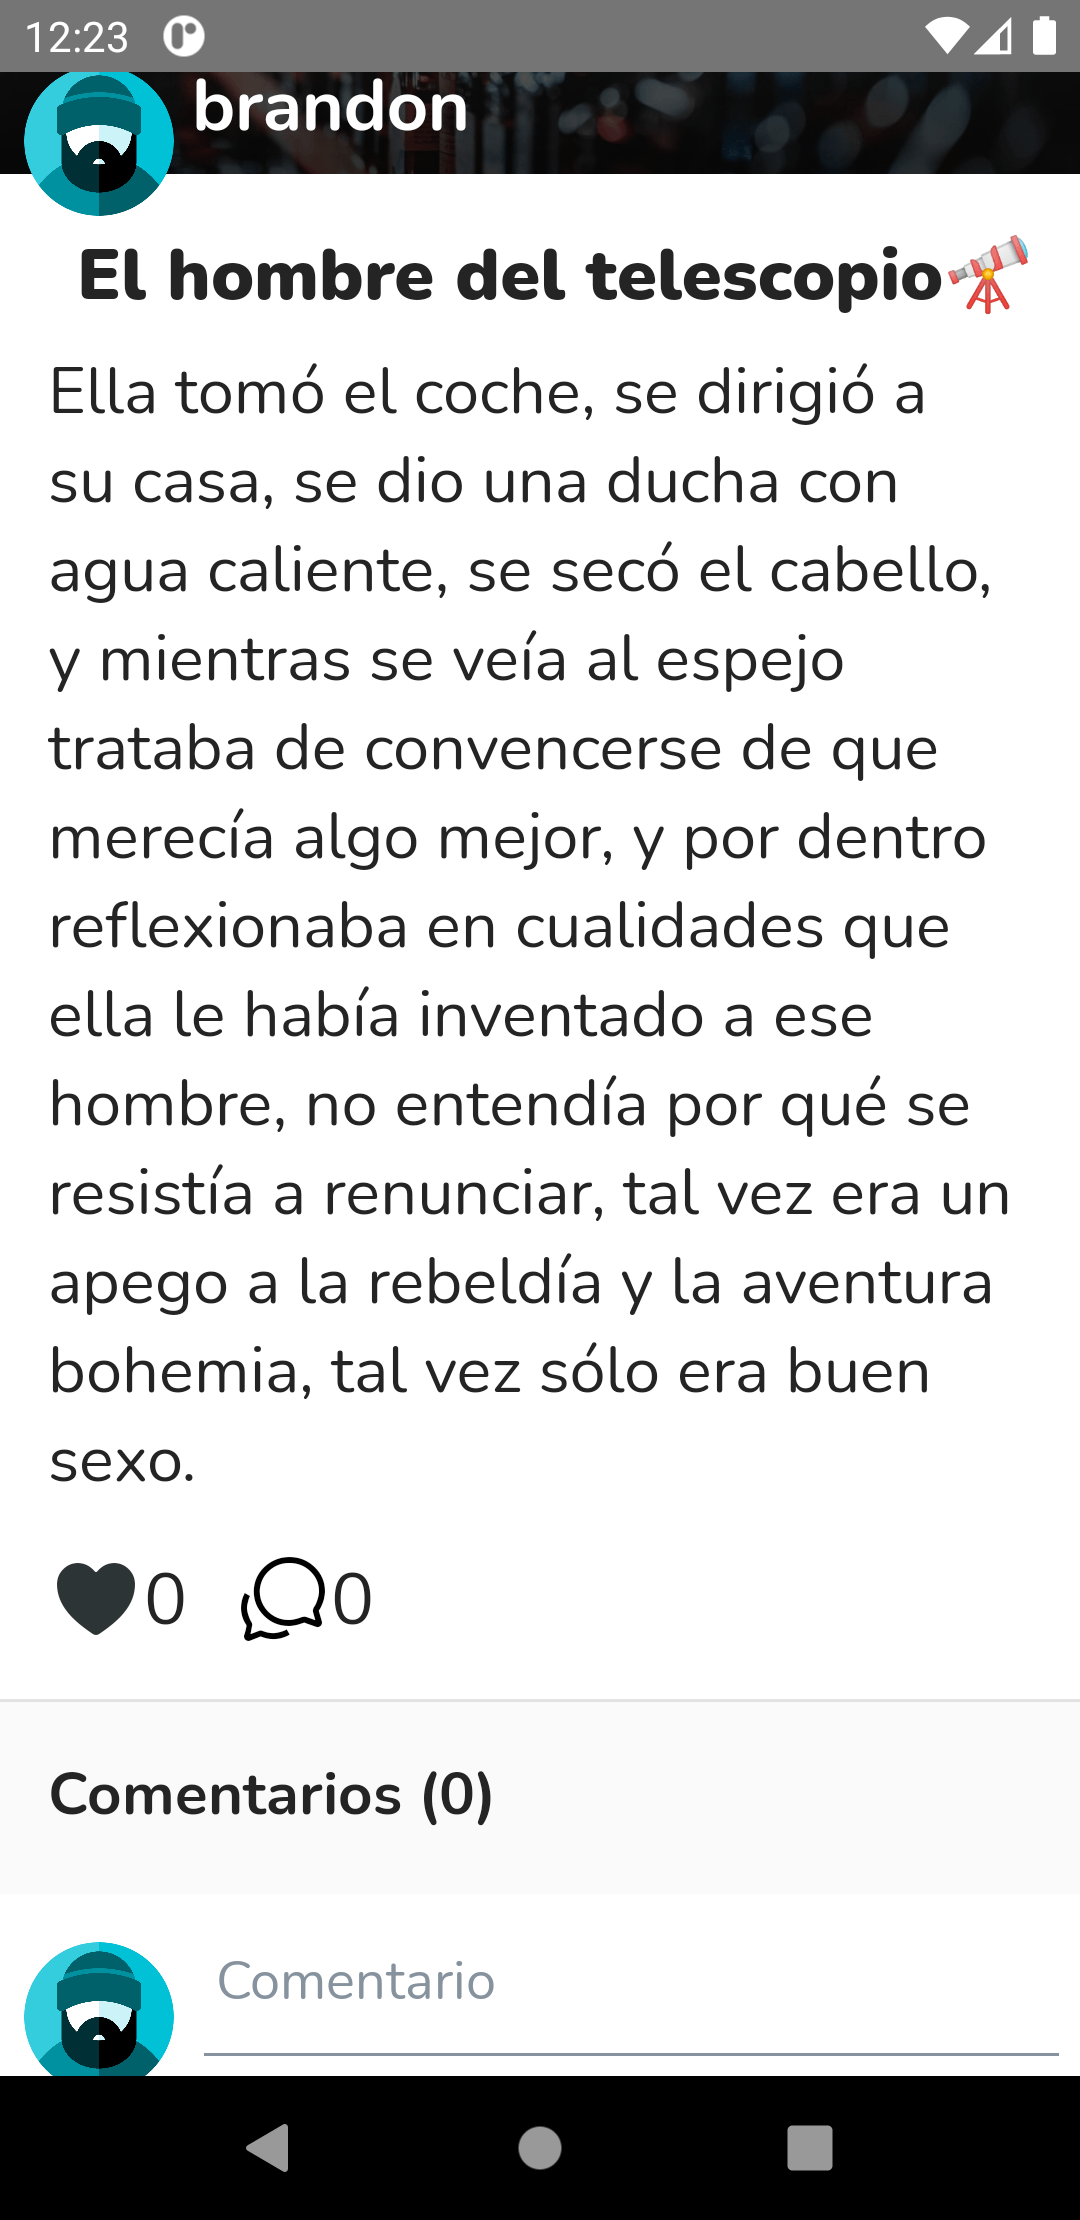 12:23
brandon
El hombre del telescopio🔭
Ella tomó el coche, se dirigió a
su casa, se dio una ducha con
agua caliente, se secó el cabello,
y mientras se veía al espejo
trataba de convencerse de que
merecía algo mejor, y por dentro
reflexionaba en cualidades que
ella le había inventado a ese
hombre, no entendía por qué se
resistía a renunciar, tal vez era un
apego a la rebeldía y la aventura
bohemia, tal vez sólo era buen
sexo.
0 0
Comentarios (0)
Comentario